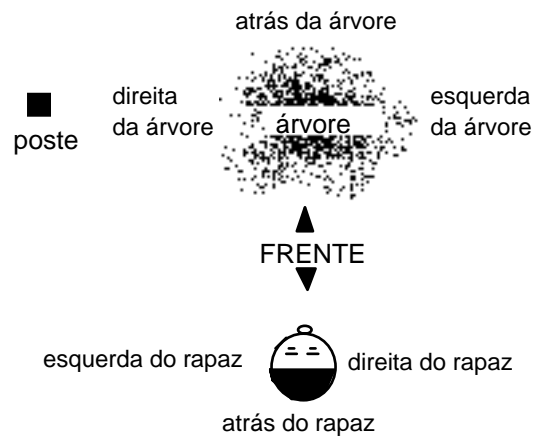 atrás da árvore
direita
da árvore
árvore
esquerda
da árvore
poste
FRENTE
esquerda do rapaz
direita do rapaz
atrás do rapaz